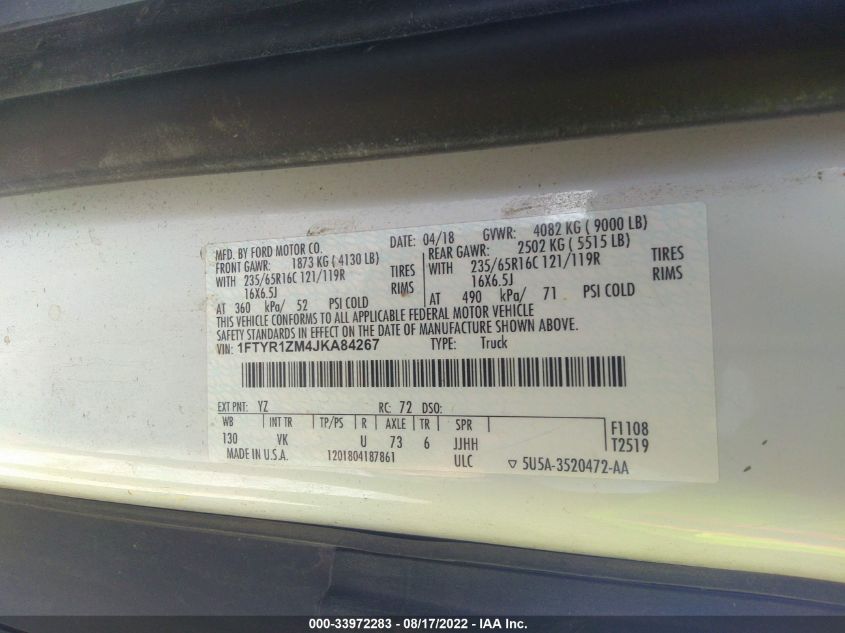 MFD. BY FORD MOTOR CO. DATE: 04/18 GVWR: 4082 KG ( 9000 LB)
FRONT GAWR: 1873 KG ( 4130 LB) REAR GAWR: 2502 KG ( 5515 LB)
WITH 235/65R16C 121/119R TIRES WITH 235/65R16C 121/119R TIRES
16X6.5J RIMS 16X6.5J RIMS
AT 360 kPa/ 52 PSI COLD AT 490 kPa/ 71 PSI COLD
THIS VEHICLE CONFORMS TO ALL APPLICABLE FEDERAL MOTOR VEHICLE
SAFETY STANDARDS IN EFFECT ON THE DATE OF MANUFACTURE SHOWN ABOVE.
VIN: 1FTYR1ZM4JKA84267 TYPE: Truck
EXT PNT: YZ RC: 72 DSO:
WB INT TR TP/PS R AXLE TR SPR F1108
130 VK U 73 6 JJHH T2519
MADE IN U.S.A. 1201804187861 ULC ▽ 5U5A-3520472-AA
000-33972283 - 08/17/2022 - IAA Inc.